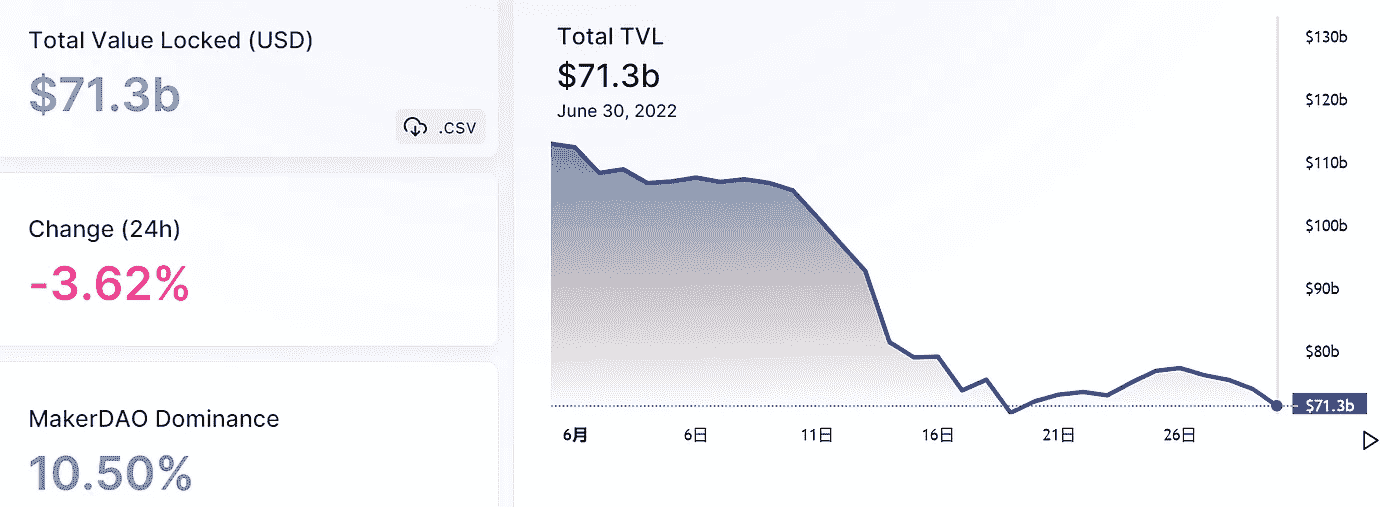 Total Value Locked (USD)
$71.3b
.CSV
Change (24h)
-3.62%
MakerDAO Dominance
10.50%
Total TVL
$71.3b
June 30, 2022
$130b
$120b
$110b
$100b
$90b
$80b
$71.3b
6月
6日
11日
16日
21日
26日